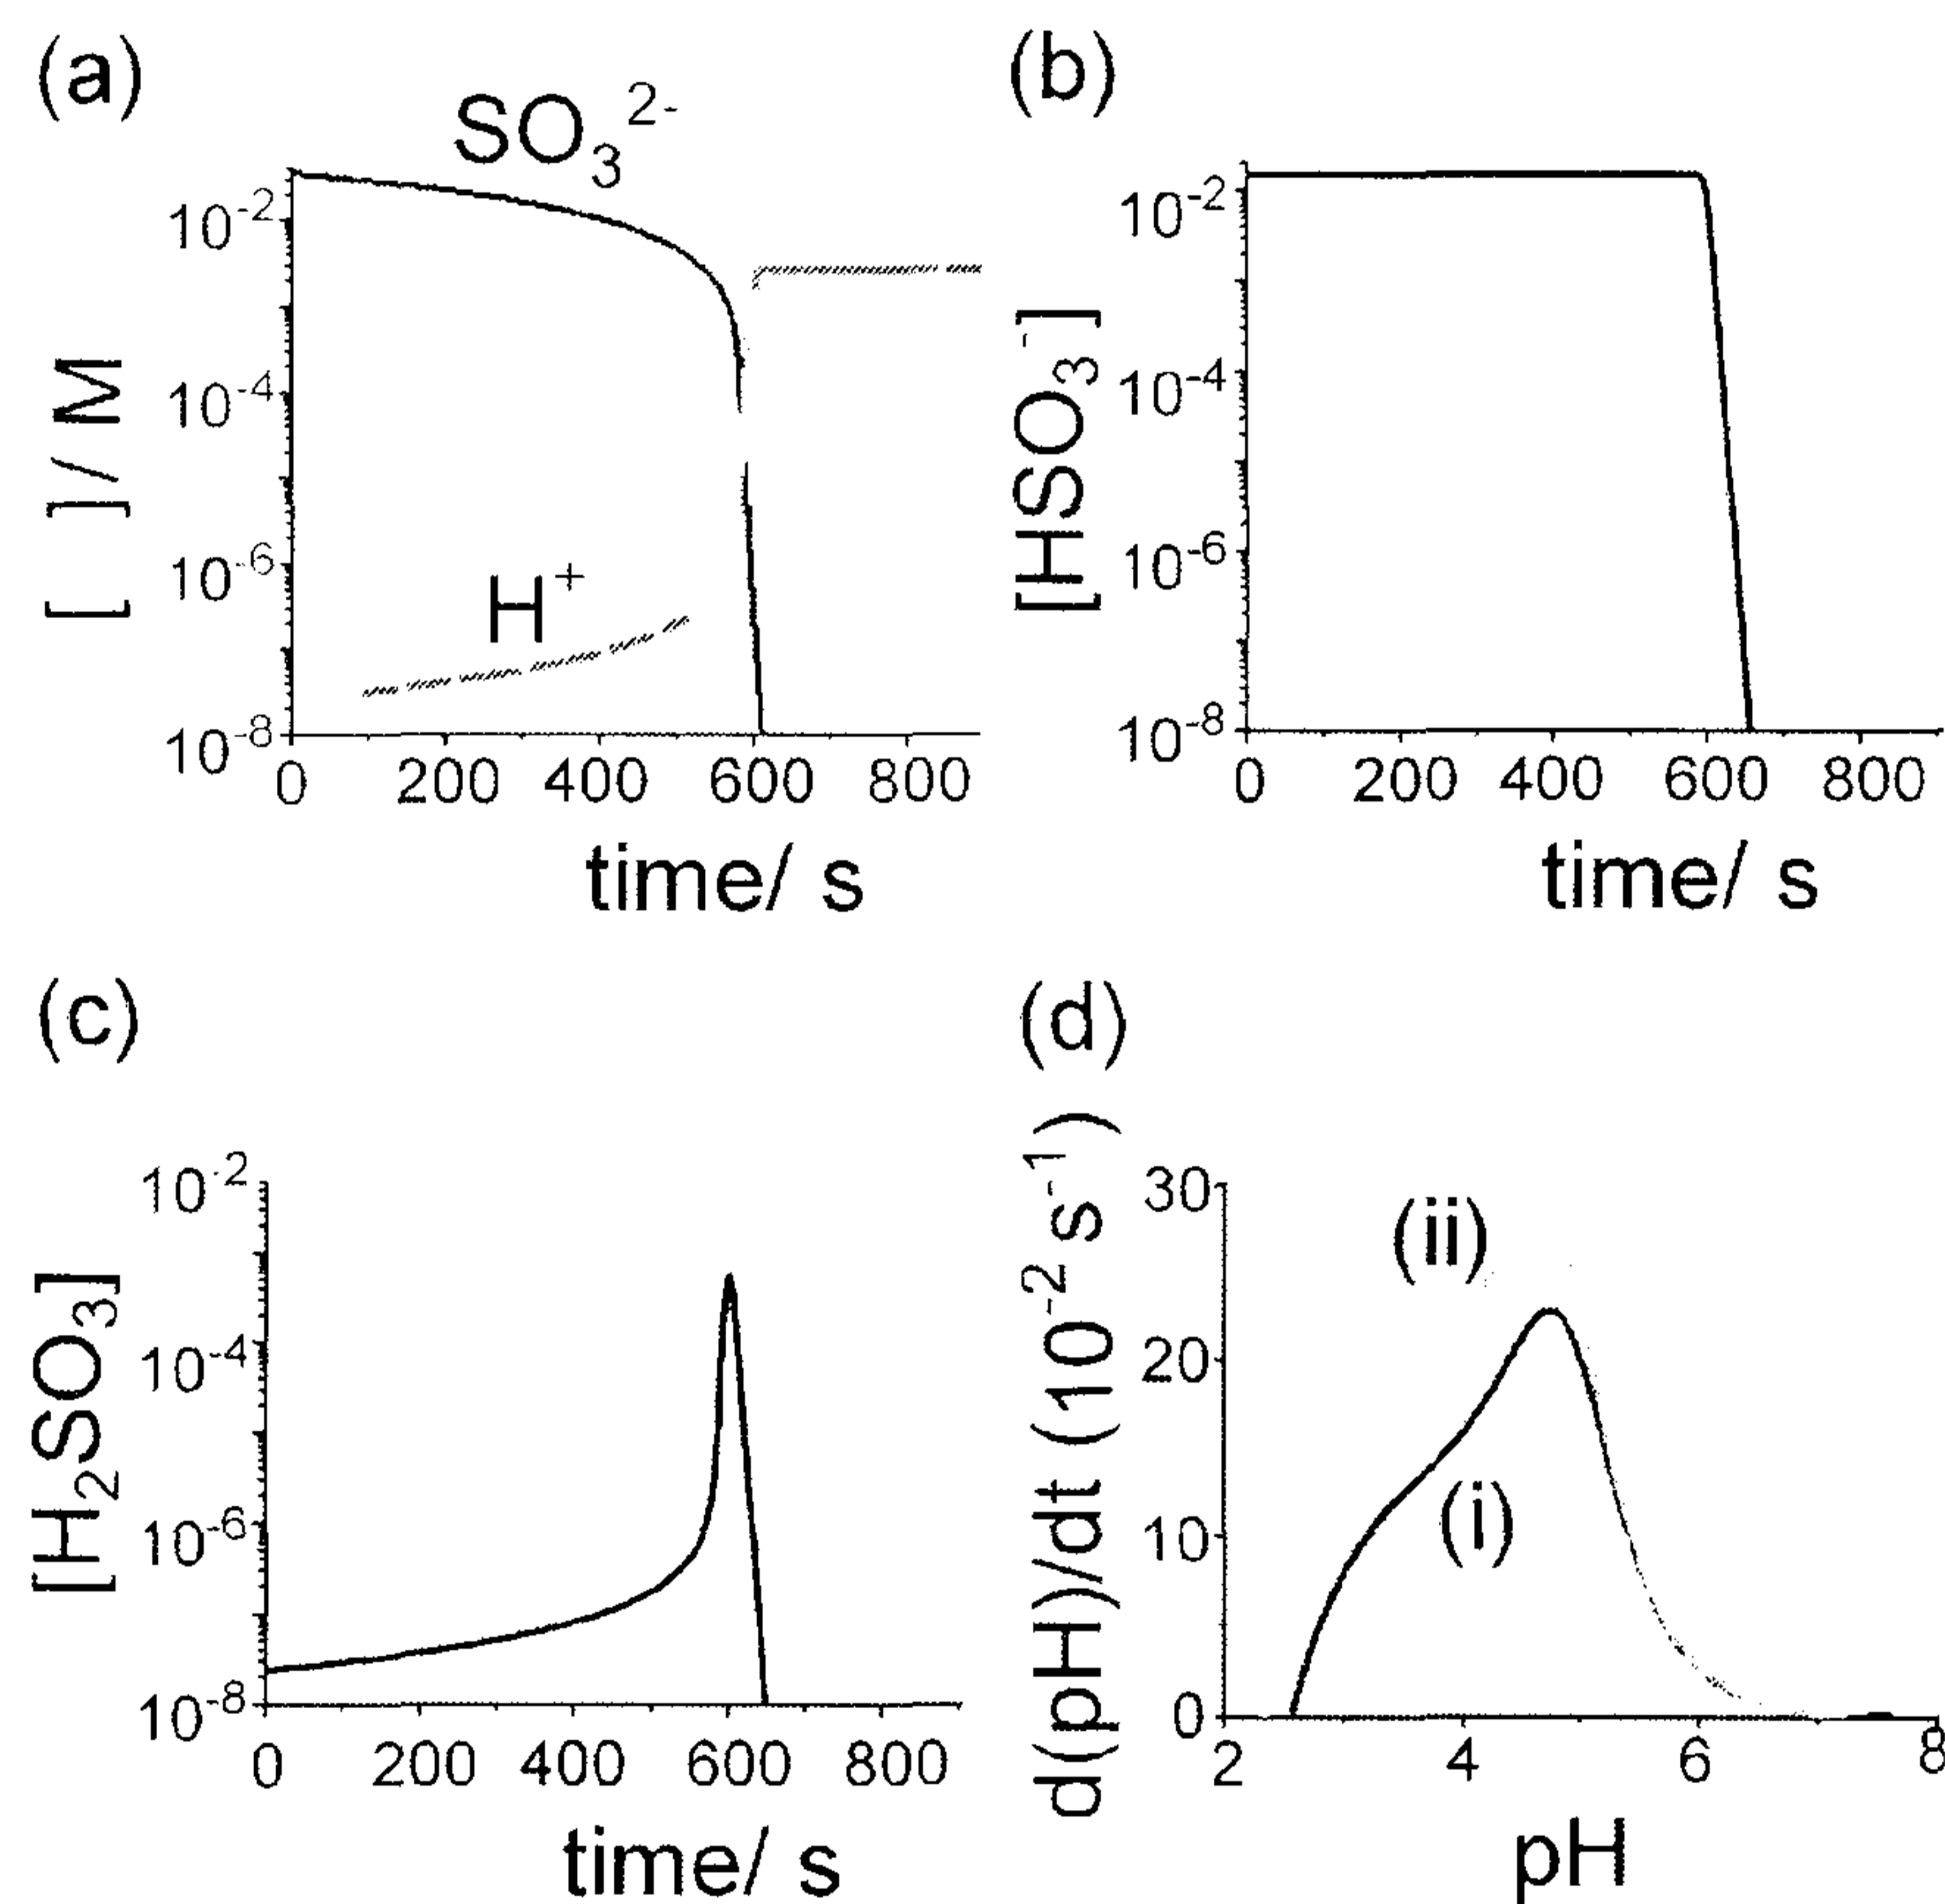 (a)
SO₃²⁻
[ ]/M
10⁻²
10⁻⁴
10⁻⁶
10⁻⁸
H⁺
0 200 400 600 800
time/ s
(b)
[HSO₃⁻]
10⁻²
10⁻⁴
10⁻⁶
10⁻⁸
0 200 400 600 800
time/ s
(c)
[H₂SO₃]
10⁻²
10⁻⁴
10⁻⁶
10⁻⁸
0 200 400 600 800
time/ s
(d)
d(pH)/dt (10⁻² s⁻¹)
30
20
10
0
(ii)
(i)
2 4 6 8
pH